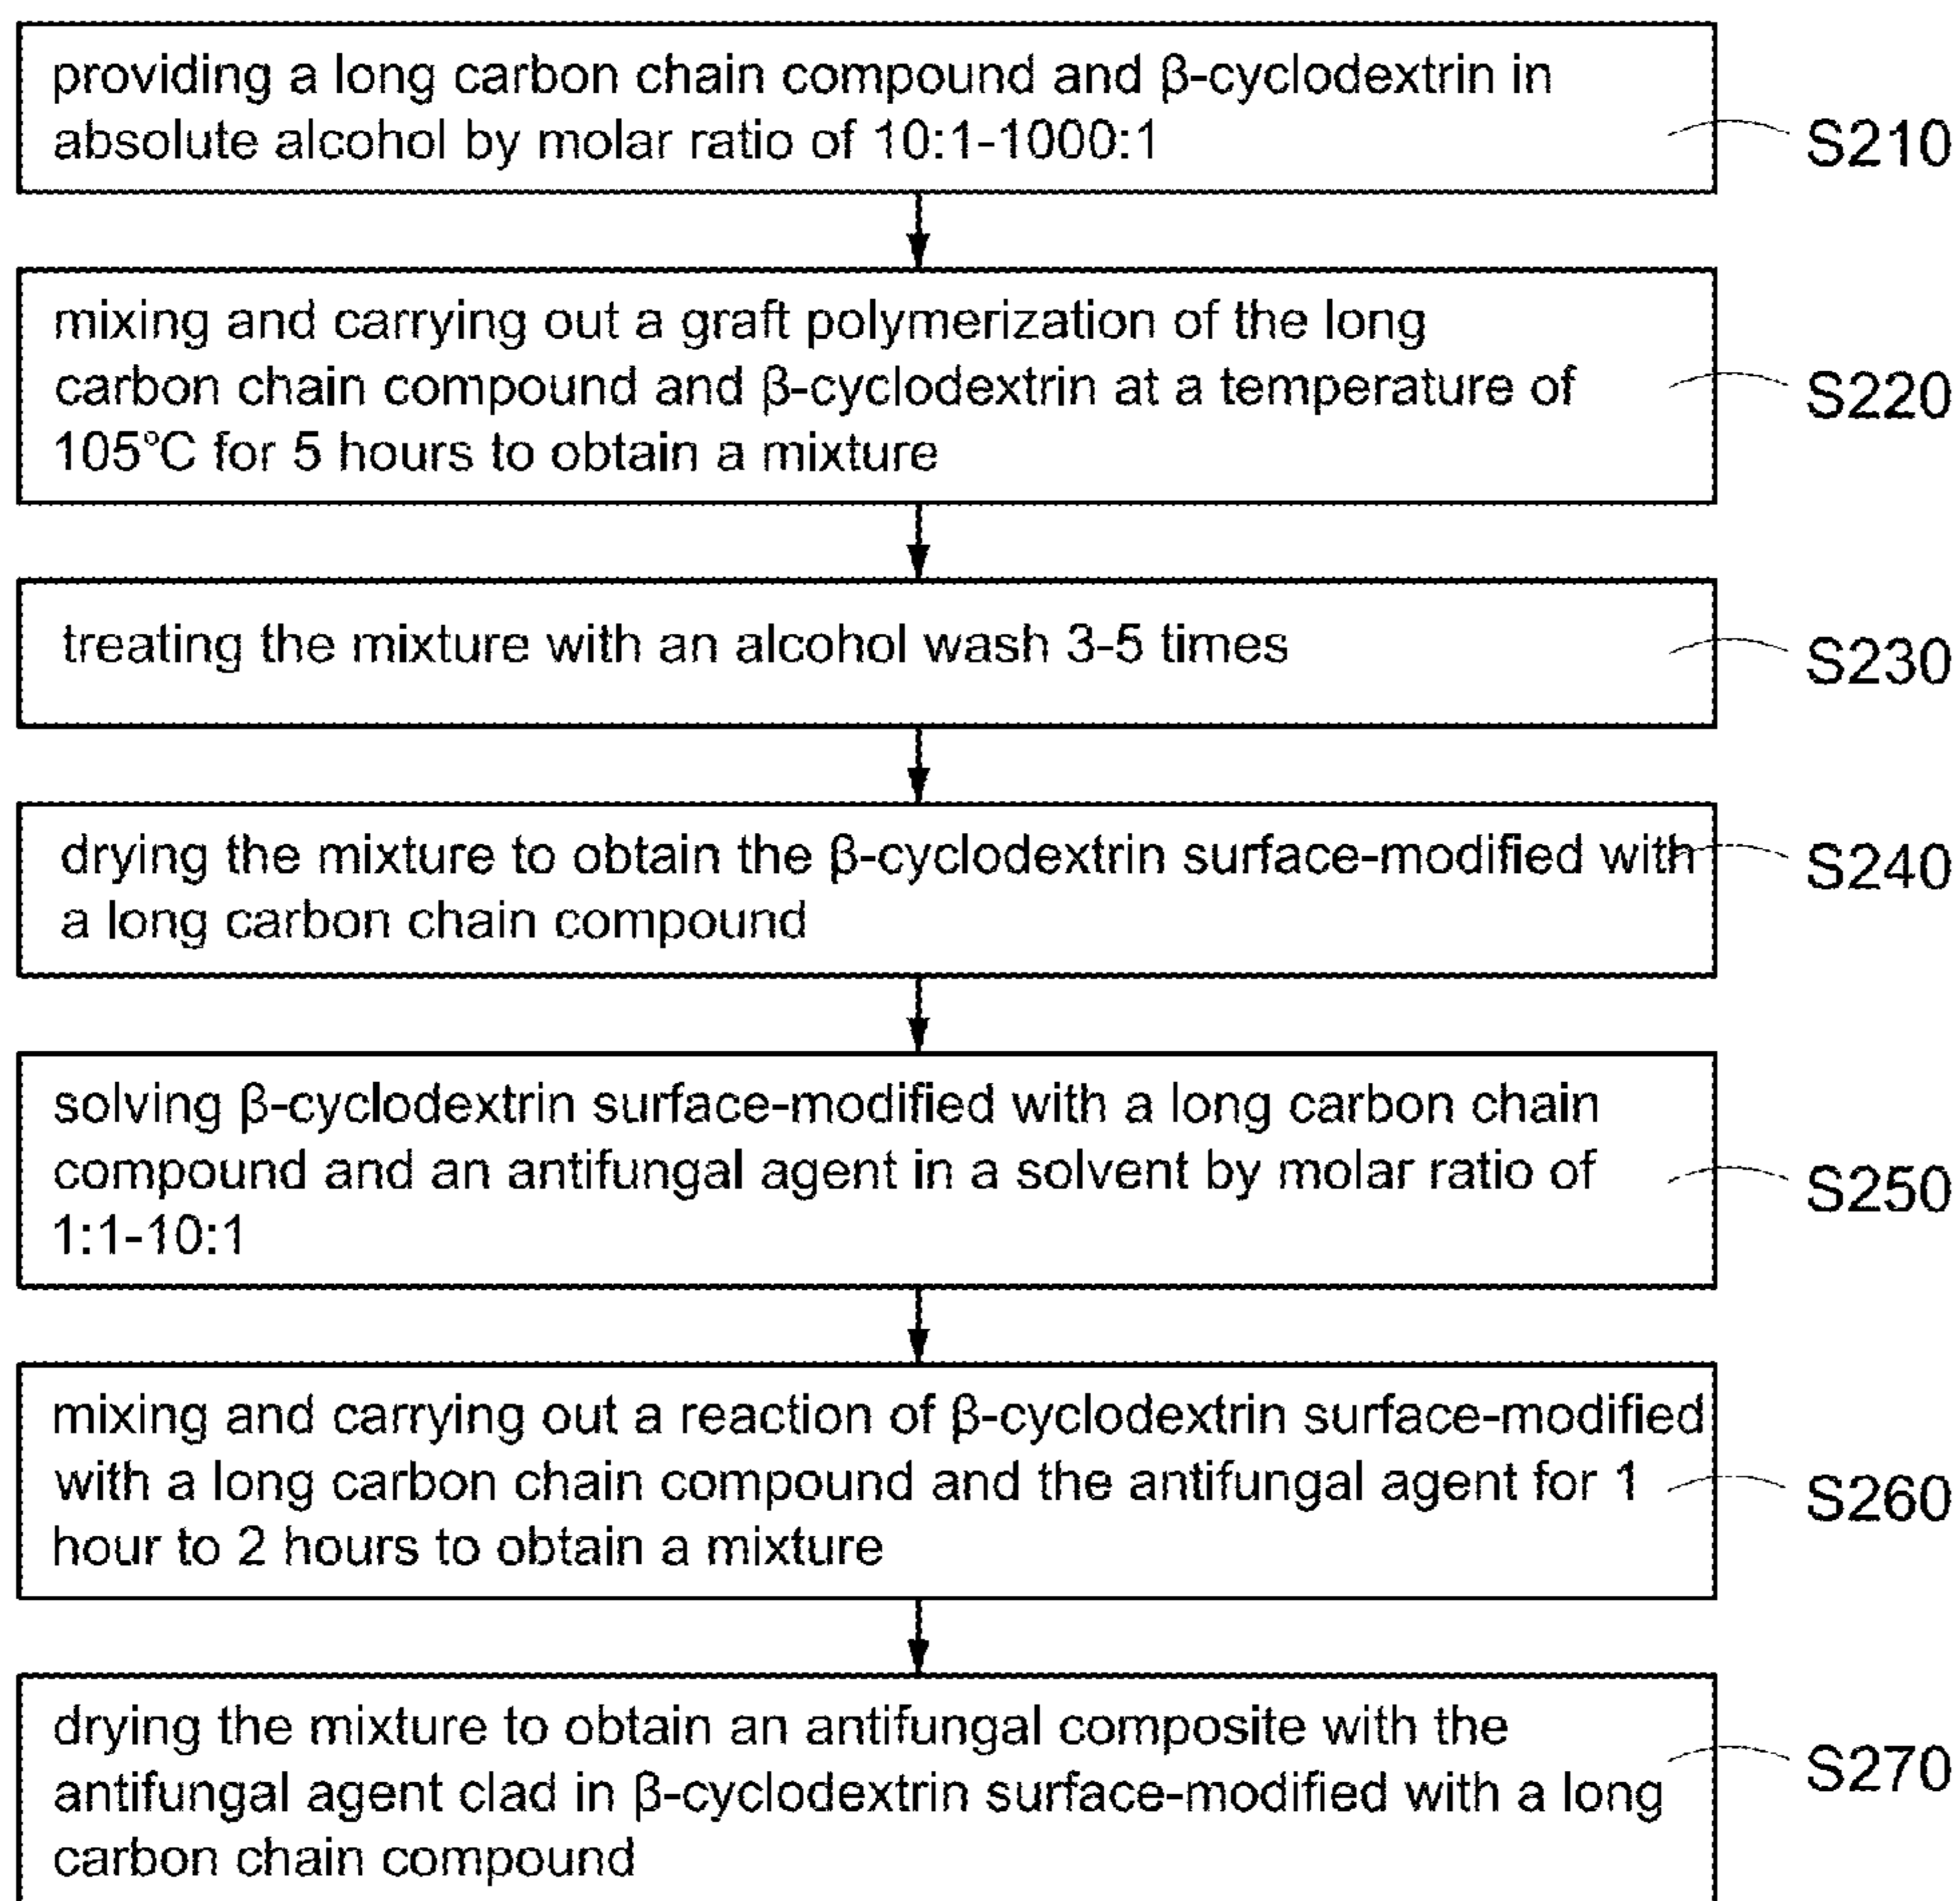 providing a long carbon chain compound and β-cyclodextrin in
absolute alcohol by molar ratio of 10:1-1000:1
S210
mixing and carrying out a graft polymerization of the long
carbon chain compound and β-cyclodextrin at a temperature of
105°C for 5 hours to obtain a mixture
S220
treating the mixture with an alcohol wash 3-5 times
S230
drying the mixture to obtain the β-cyclodextrin surface-modified with
a long carbon chain compound
S240
solving β-cyclodextrin surface-modified with a long carbon chain
compound and an antifungal agent in a solvent by molar ratio of
1:1-10:1
S250
mixing and carrying out a reaction of β-cyclodextrin surface-modified
with a long carbon chain compound and the antifungal agent for 1
hour to 2 hours to obtain a mixture
S260
drying the mixture to obtain an antifungal composite with the
antifungal agent clad in β-cyclodextrin surface-modified with a long
carbon chain compound
S270